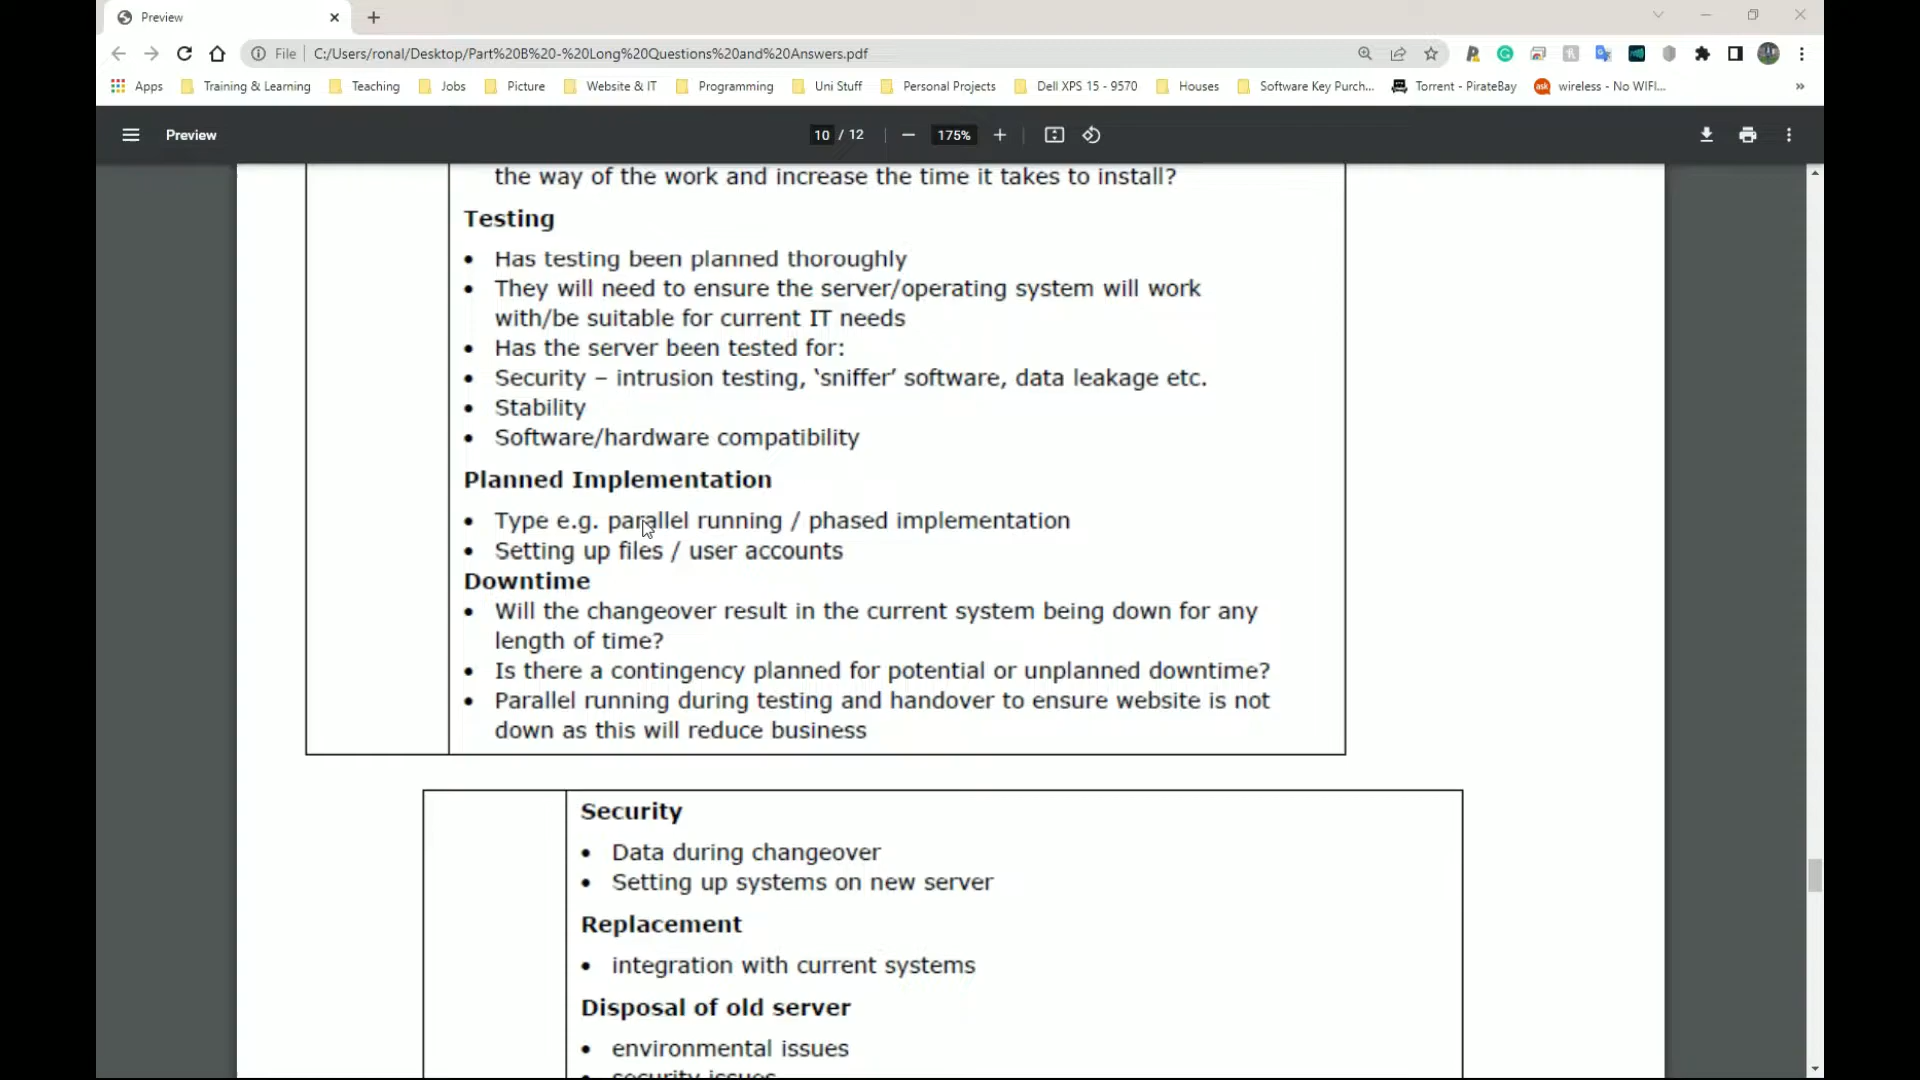 Preview
File C:/Users/ronal/Desktop/Part%20B%20-%20Long%20Questions%20and%20Answers.pdf
Apps Training & Learning Teaching Jobs Picture Website & IT Programming Uni Stuff Personal Projects Dell XPS 15 - 9570 Houses Software Key Purch... Torrent - PirateBay ask wireless - No WIFI... »
Preview 10 / 12 175%
the way of the work and increase the time it takes to install?
Testing
• Has testing been planned thoroughly
• They will need to ensure the server/operating system will work
with/be suitable for current IT needs
• Has the server been tested for:
• Security – intrusion testing, ‘sniffer’ software, data leakage etc.
• Stability
• Software/hardware compatibility
Planned Implementation
• Type e.g. parallel running / phased implementation
• Setting up files / user accounts
Downtime
• Will the changeover result in the current system being down for any
length of time?
• Is there a contingency planned for potential or unplanned downtime?
• Parallel running during testing and handover to ensure website is not
down as this will reduce business
Security
• Data during changeover
• Setting up systems on new server
Replacement
• integration with current systems
Disposal of old server
• environmental issues
• security issues